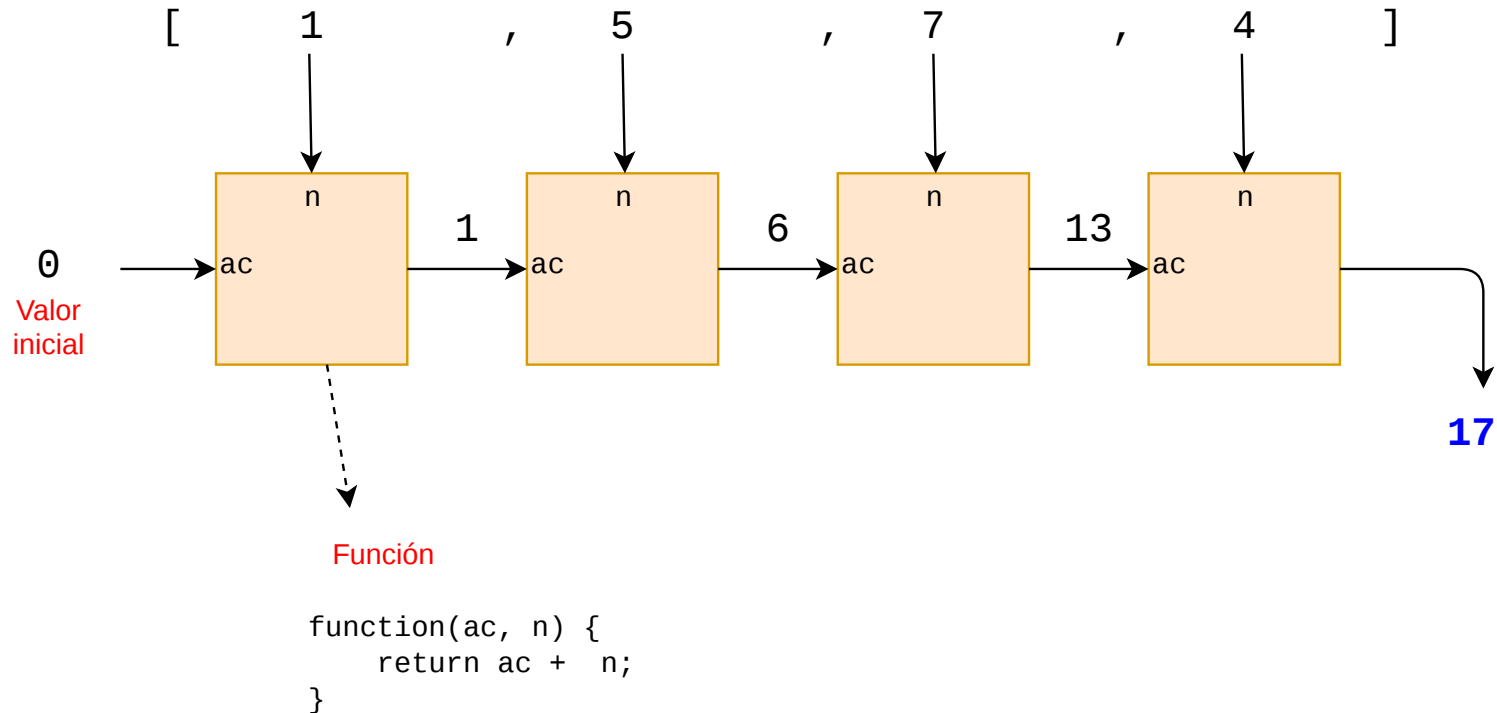 [ 1 , 5 , 7 , 4 ]
n n n n
1 6 13
0 ac ac ac ac
Valor
inicial
17
Función
function(ac, n) {
    return ac +  n;
}